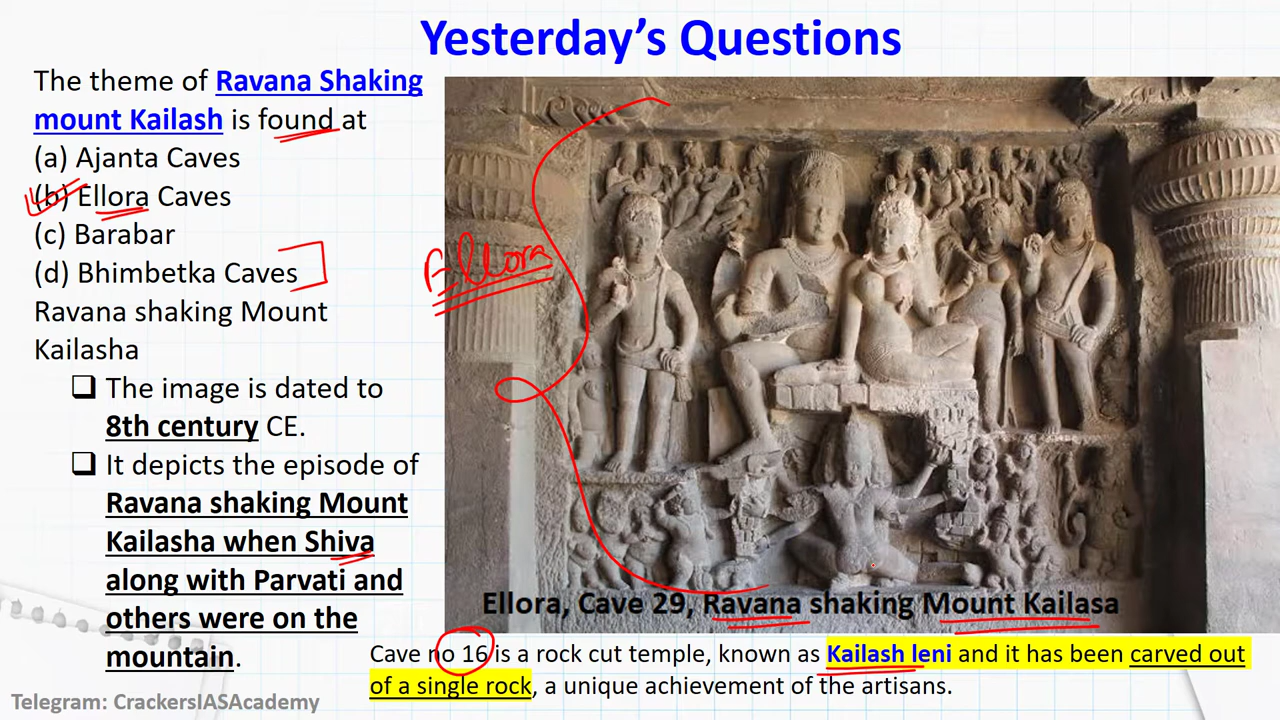 Yesterday's Questions
The theme of Ravana Shaking
mount Kailash is found at
(a) Ajanta Caves
(b) Ellora Caves
(c) Barabar
(d) Bhimbetka Caves
Ravana shaking Mount
Kailasha
❑ The image is dated to
8th century CE.
❑ It depicts the episode of
Ravana shaking Mount
Kailasha when Shiva
along with Parvati and
others were on the
mountain.
Ellora
Ellora, Cave 29, Ravana shaking Mount Kailasa
Cave no 16 is a rock cut temple, known as Kailash leni and it has been carved out
of a single rock, a unique achievement of the artisans.
Telegram: CrackersIASAcademy